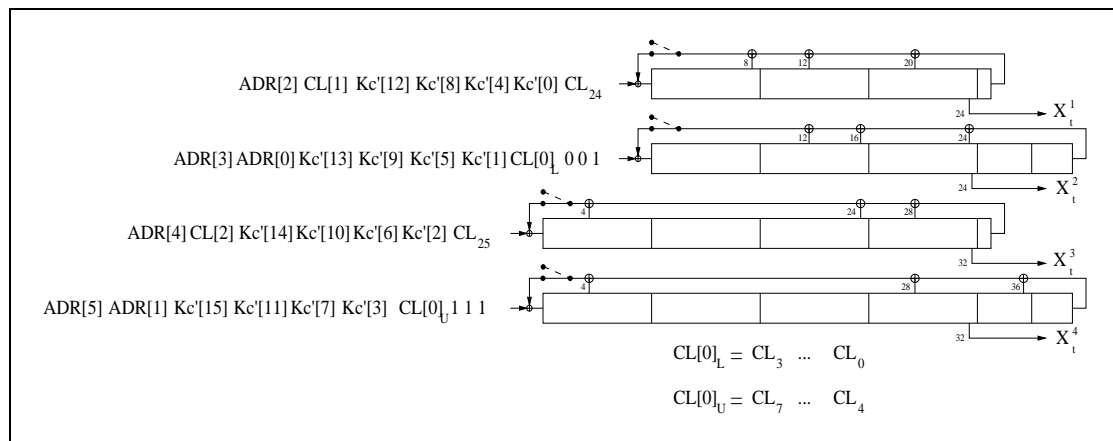 8 12 20
ADR[2] CL[1] Kc'[12] Kc'[8] Kc'[4] Kc'[0] CL24
24 X1t
12 16 24
ADR[3] ADR[0] Kc'[13] Kc'[9] Kc'[5] Kc'[1] CL[0]L 0 0 1
24 X2t
4 24 28
ADR[4] CL[2] Kc'[14] Kc'[10] Kc'[6] Kc'[2] CL25
32 X3t
4 28 36
ADR[5] ADR[1] Kc'[15] Kc'[11] Kc'[7] Kc'[3] CL[0]U 1 1 1
32 X4t
CL[0]L = CL3 ... CL0
CL[0]U = CL7 ... CL4